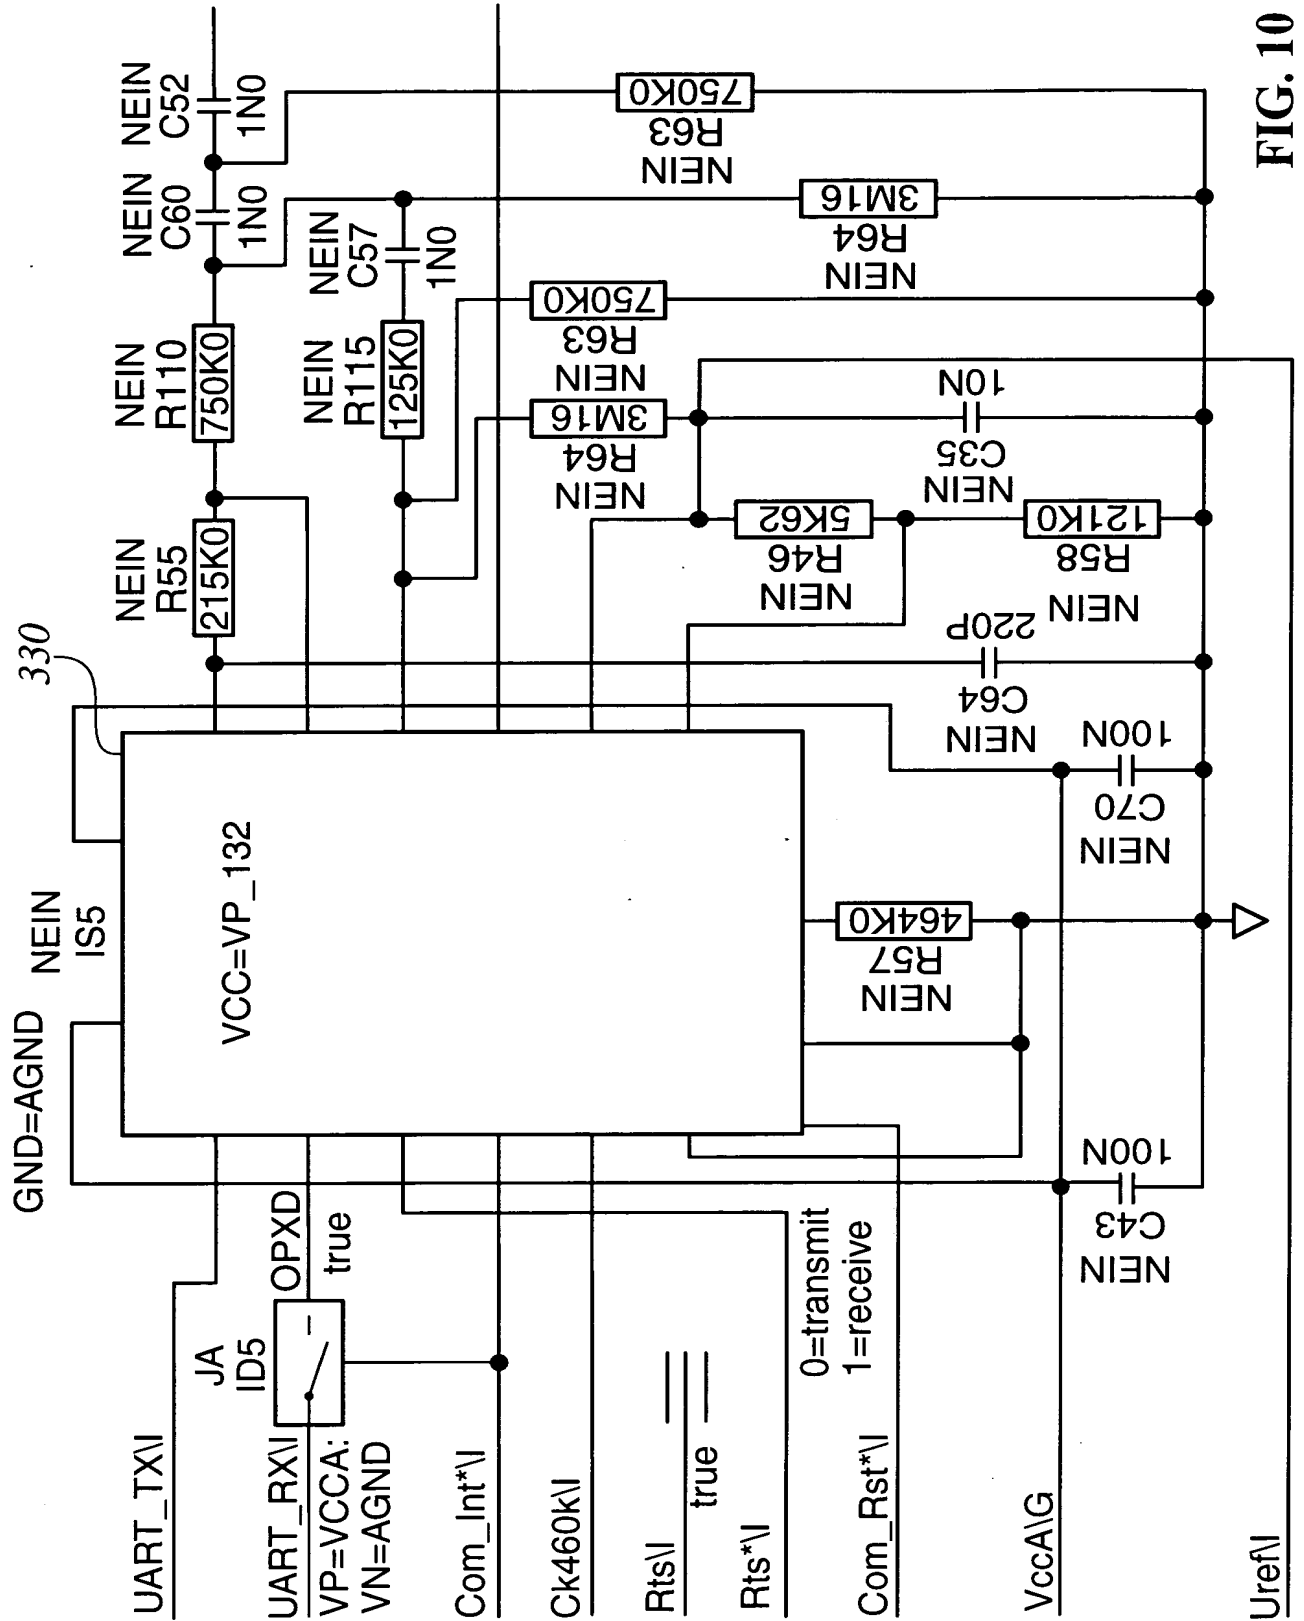 GND=AGND
NEIN
IS5
330
VCC=VP_132
UART_TX\I
JA
ID5
OPXD
true
UART_RX\I
VP=VCCA:
VN=AGND
Com_Int*\I
Ck460k\I
Rts\I
true
Rts*\I
0=transmit
1=receive
Com_Rst*\I
VccA\G
Uref\I
NEIN
R55
215K0
NEIN
R110
750K0
NEIN
C60
1N0
NEIN
C52
1N0
NEIN
R115
125K0
NEIN
C57
1N0
750K0
R63
NEIN
3M16
R64
NEIN
750K0
R63
NEIN
3M16
R64
NEIN
10N
C35
NEIN
5K62
R46
NEIN
121K0
R58
NEIN
220P
C64
NEIN
100N
C70
NEIN
464K0
R57
NEIN
100N
C43
NEIN
FIG. 10